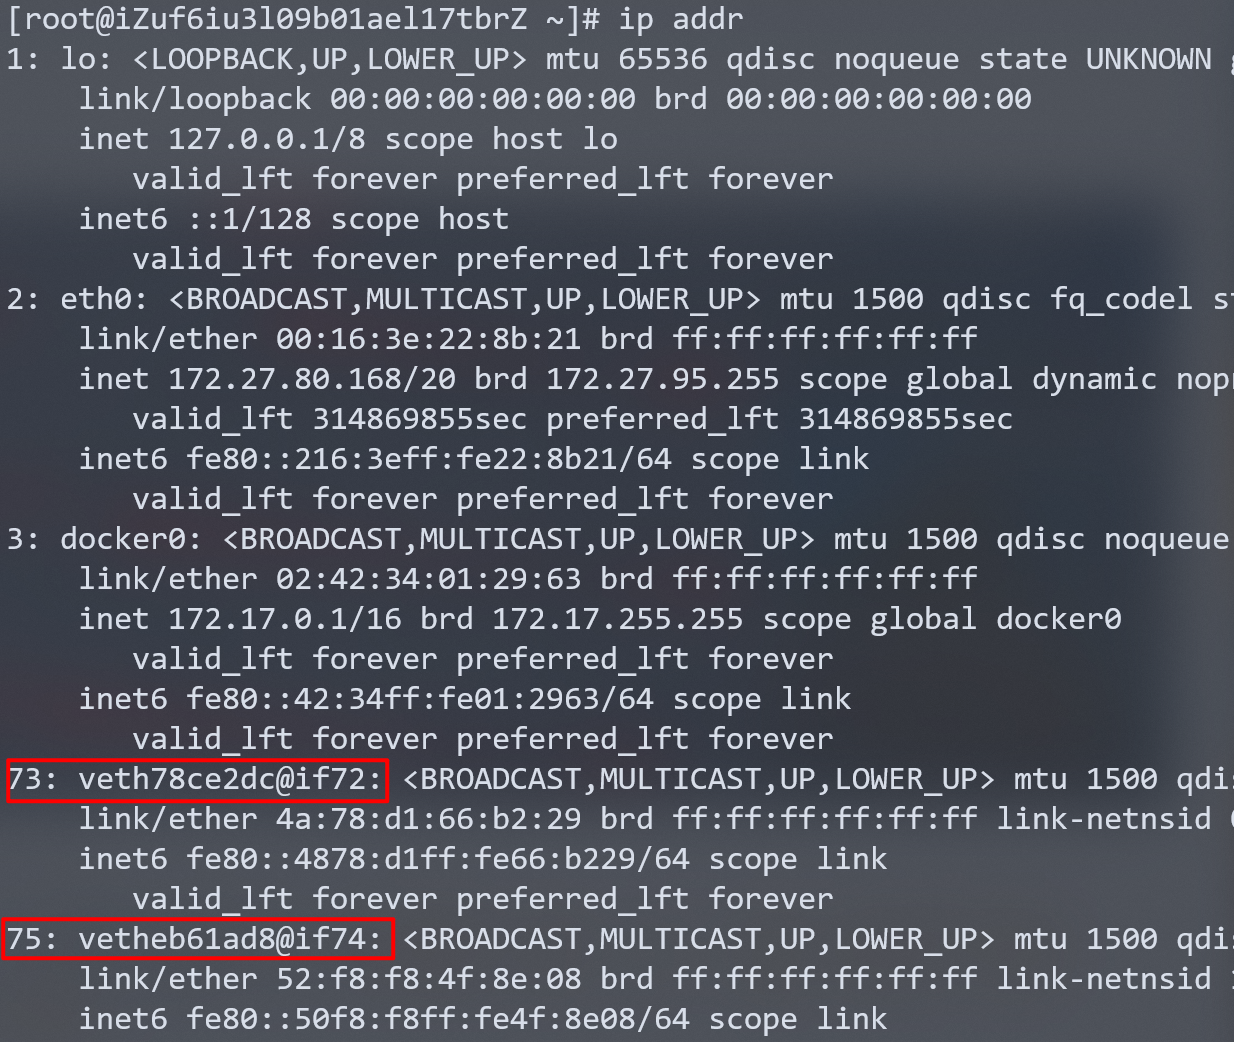 [root@iZuf6iu3l09b01ael17tbrZ ~]# ip addr
1: lo: <LOOPBACK,UP,LOWER_UP> mtu 65536 qdisc noqueue state UNKNOWN
link/loopback 00:00:00:00:00:00 brd 00:00:00:00:00:00
inet 127.0.0.1/8 scope host lo
valid_lft forever preferred_lft forever
inet6 ::1/128 scope host
valid_lft forever preferred_lft forever
2: eth0: <BROADCAST,MULTICAST,UP,LOWER_UP> mtu 1500 qdisc fq_codel
link/ether 00:16:3e:22:8b:21 brd ff:ff:ff:ff:ff:ff
inet 172.27.80.168/20 brd 172.27.95.255 scope global dynamic
valid_lft 314869855sec preferred_lft 314869855sec
inet6 fe80::216:3eff:fe22:8b21/64 scope link
valid_lft forever preferred_lft forever
3: docker0: <BROADCAST,MULTICAST,UP,LOWER_UP> mtu 1500 qdisc noqueue
link/ether 02:42:34:01:29:63 brd ff:ff:ff:ff:ff:ff
inet 172.17.0.1/16 brd 172.17.255.255 scope global docker0
valid_lft forever preferred_lft forever
inet6 fe80::42:34ff:fe01:2963/64 scope link
valid_lft forever preferred_lft forever
73: veth78ce2dc@if72: <BROADCAST,MULTICAST,UP,LOWER_UP> mtu 1500
link/ether 4a:78:d1:66:b2:29 brd ff:ff:ff:ff:ff:ff link-netnsid
inet6 fe80::4878:d1ff:fe66:b229/64 scope link
valid_lft forever preferred_lft forever
75: vetheb61ad8@if74: <BROADCAST,MULTICAST,UP,LOWER_UP> mtu 1500
link/ether 52:f8:f8:4f:8e:08 brd ff:ff:ff:ff:ff:ff link-netnsid
inet6 fe80::50f8:f8ff:fe4f:8e08/64 scope link